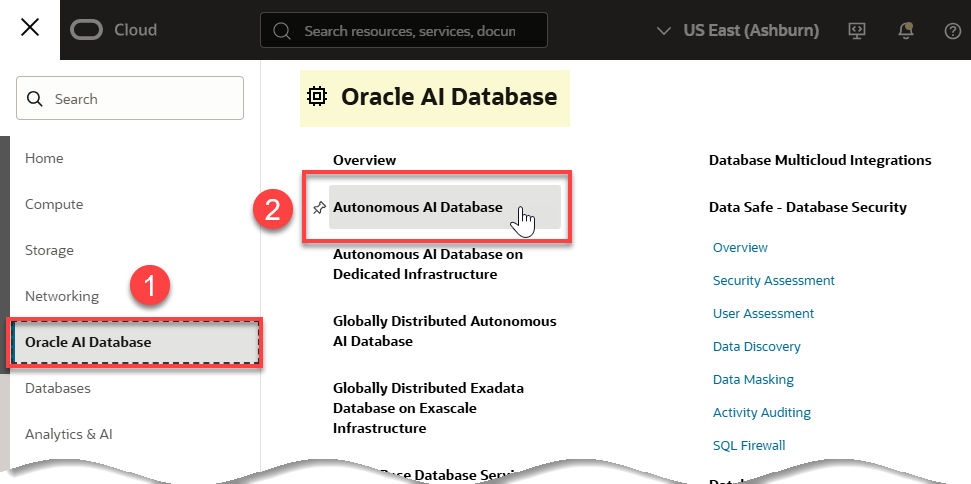 Cloud
Search resources, services, docun
US East (Ashburn)
Search
Home
Compute
Storage
Networking
1
Oracle AI Database
Databases
Analytics & AI
Oracle AI Database
Overview
2
Autonomous AI Database
Autonomous AI Database on
Dedicated Infrastructure
Globally Distributed Autonomous
AI Database
Globally Distributed Exadata
Database on Exascale
Infrastructure
Base Database Servi
Database Multicloud Integrations
Data Safe - Database Security
Overview
Security Assessment
User Assessment
Data Discovery
Data Masking
Activity Auditing
SQL Firewall